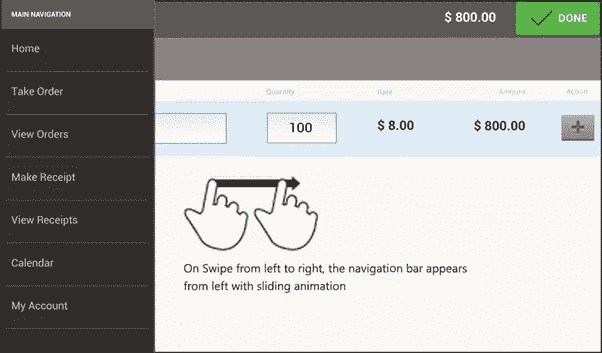 MAIN NAVIGATION
$ 800.00
DONE
Home
Take Order
View Orders
Make Receipt
View Receipts
Calendar
My Account
Quantity
Rate
Amount
Action
100
$ 8.00
$ 800.00
+
On Swipe from left to right, the navigation bar appears
from left with sliding animation